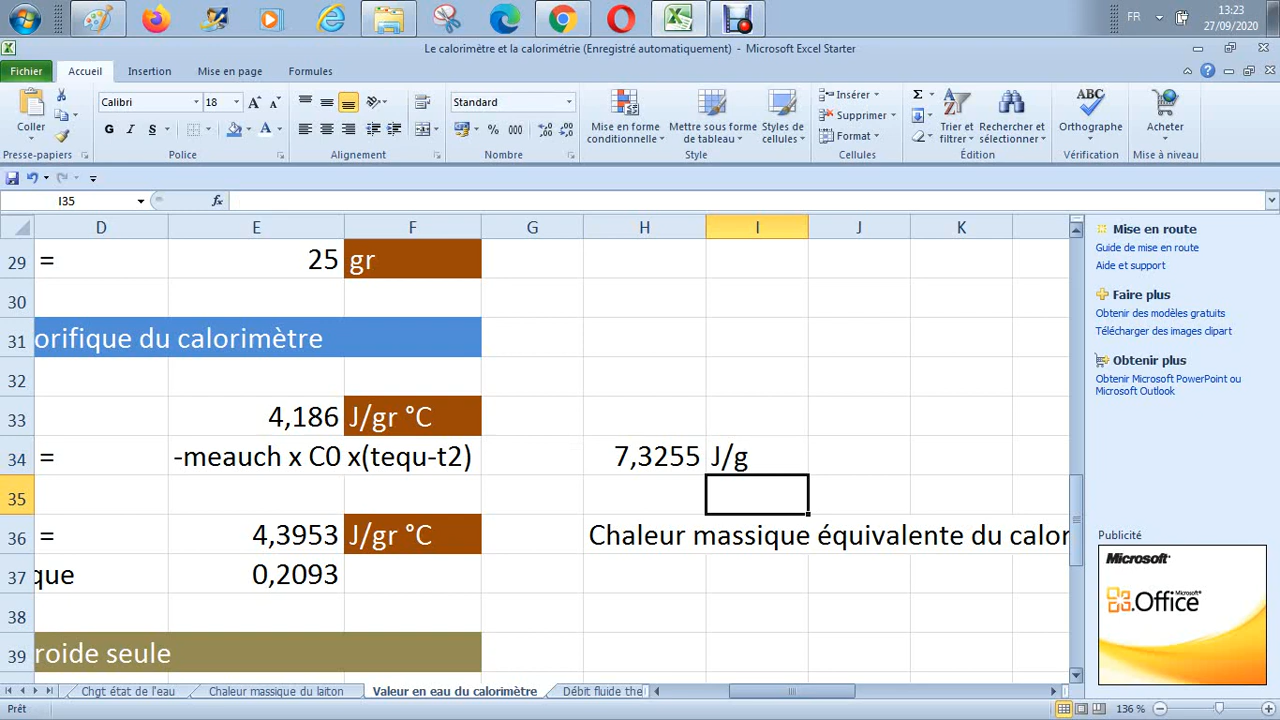 FR
13:23
27/09/2020
Le calorimètre et la calorimétrie (Enregistré automatiquement) - Microsoft Excel Starter
Fichier Accueil Insertion Mise en page Formules
Coller
Presse-papiers
Calibri 18
G I S
Police
Alignement
Standard
% 000
Nombre
Mise en forme conditionnelle
Mettre sous forme de tableau
Styles de cellules
Style
Insérer
Supprimer
Format
Cellules
Σ
Trier et filtrer
Rechercher et sélectionner
Édition
ABC
Orthographe
Vérification
Acheter
Mise à niveau
I35 fx
D E F G H I J K
29 = 25 gr
30
31 orifique du calorimètre
32
33 4,186 J/gr °C
34 = -meauch x C0 x(tequ-t2) 7,3255 J/g
35
36 = 4,3953 J/gr °C Chaleur massique équivalente du calor
37 que 0,2093
38
39 roide seule
Mise en route
Guide de mise en route
Aide et support
Faire plus
Obtenir des modèles gratuits
Télécharger des images clipart
Obtenir plus
Obtenir Microsoft PowerPoint ou
Microsoft Outlook
Publicité
Microsoft®
Microsoft®
Office
Chgt état de l'eau Chaleur massique du laiton Valeur en eau du calorimètre Débit fluide the
Prêt
136 %